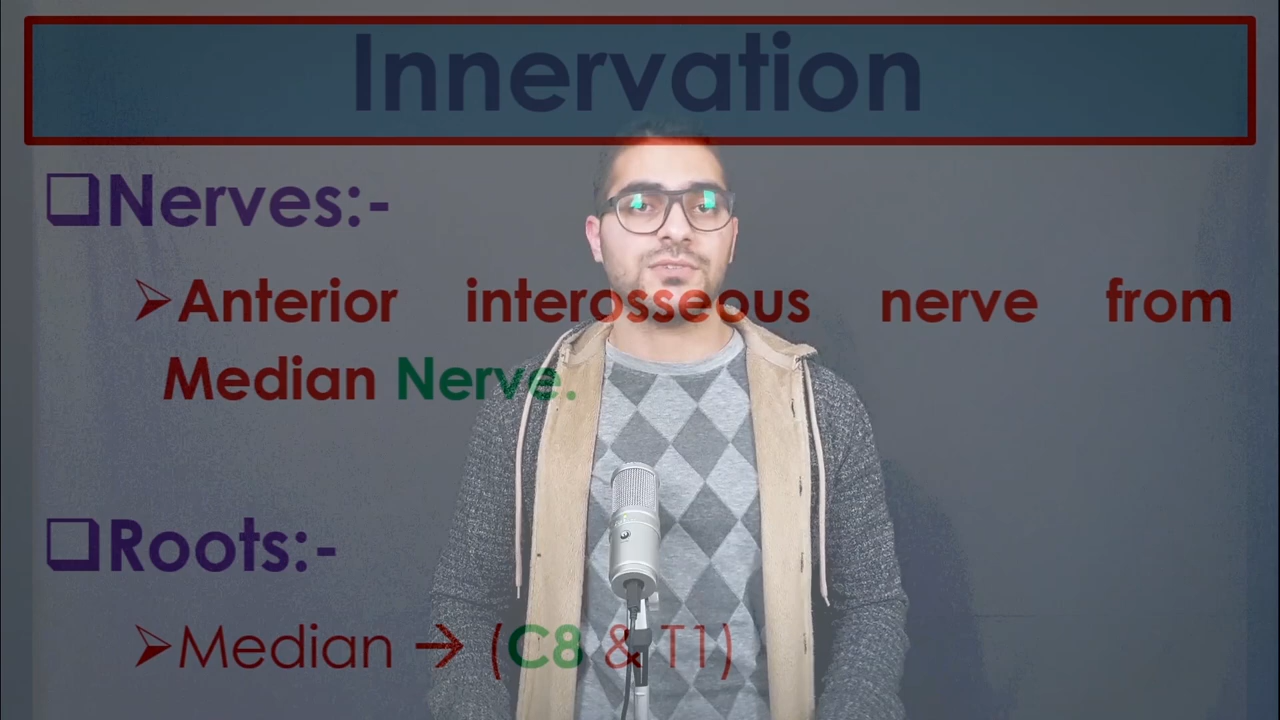 Innervation
❑Nerves:-
➢Anterior interosseous nerve from
Median Nerve.
❑Roots:-
➢Median → (C8 & T1)